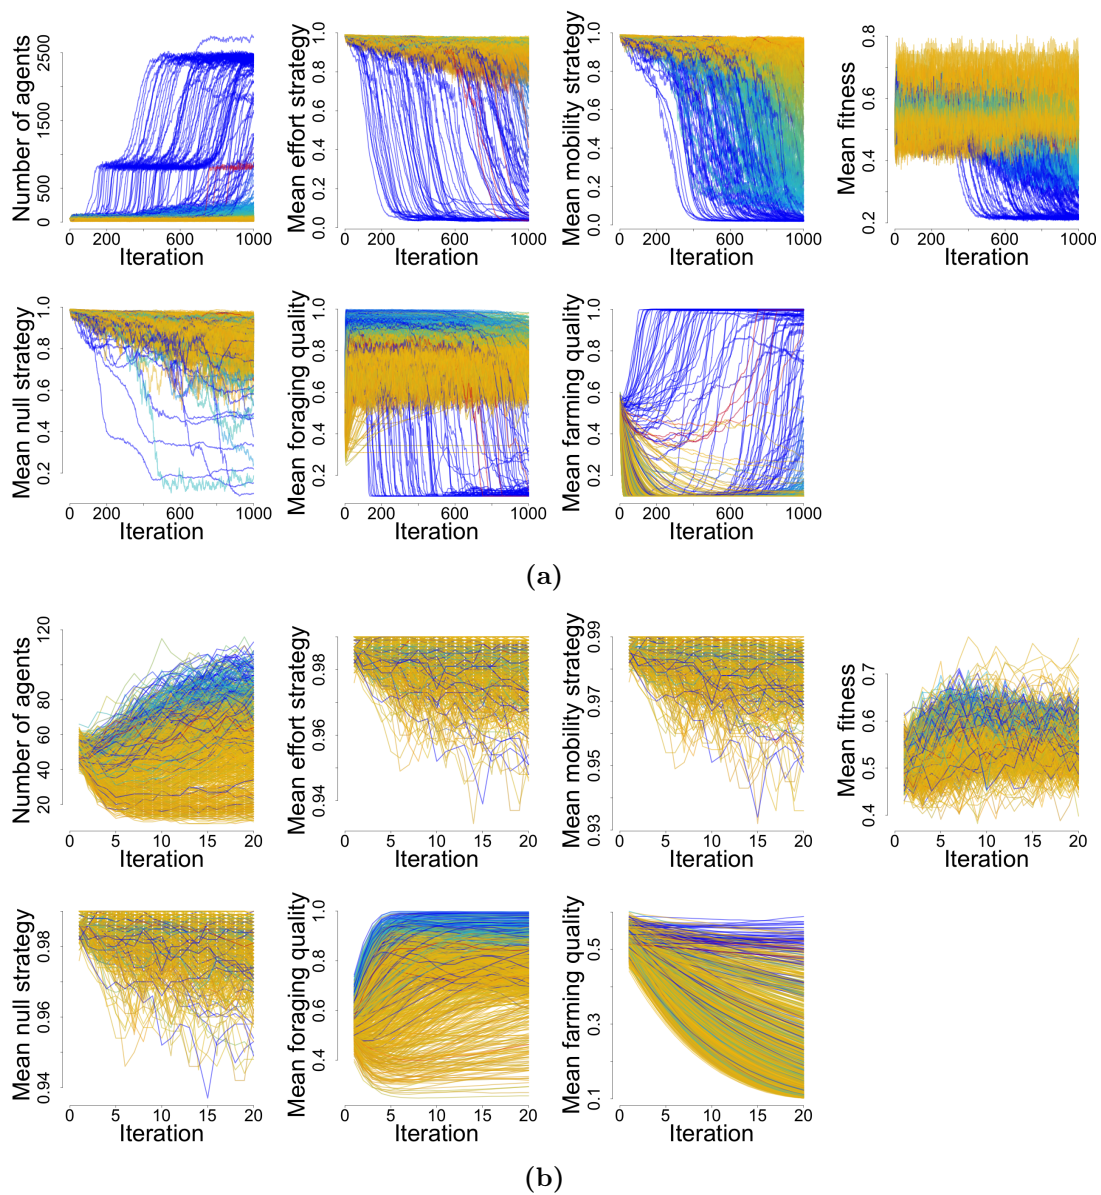 Number of agents
0 500 1500 2500
0 200 600 1000
Iteration
Mean effort strategy
0.0 0.2 0.4 0.6 0.8 1.0
0 200 600 1000
Iteration
Mean mobility strategy
0.0 0.2 0.4 0.6 0.8 1.0
0 200 600 1000
Iteration
Mean fitness
0.2 0.4 0.6 0.8
0 200 600 1000
Iteration
Mean null strategy
0.2 0.4 0.6 0.8 1.0
0 200 600 1000
Iteration
Mean foraging quality
0.2 0.4 0.6 0.8 1.0
0 200 600 1000
Iteration
Mean farming quality
0.2 0.4 0.6 0.8 1.0
0 200 600 1000
Iteration
(a)
Number of agents
20 40 60 80 120
0 5 10 15 20
Iteration
Mean effort strategy
0.94 0.96 0.98
0 5 10 15 20
Iteration
Mean mobility strategy
0.93 0.95 0.97 0.99
0 5 10 15 20
Iteration
Mean fitness
0.4 0.5 0.6 0.7
0 5 10 15 20
Iteration
Mean null strategy
0.94 0.96 0.98
0 5 10 15 20
Iteration
Mean foraging quality
0.4 0.6 0.8 1.0
0 5 10 15 20
Iteration
Mean farming quality
0.1 0.3 0.5
0 5 10 15 20
Iteration
(b)